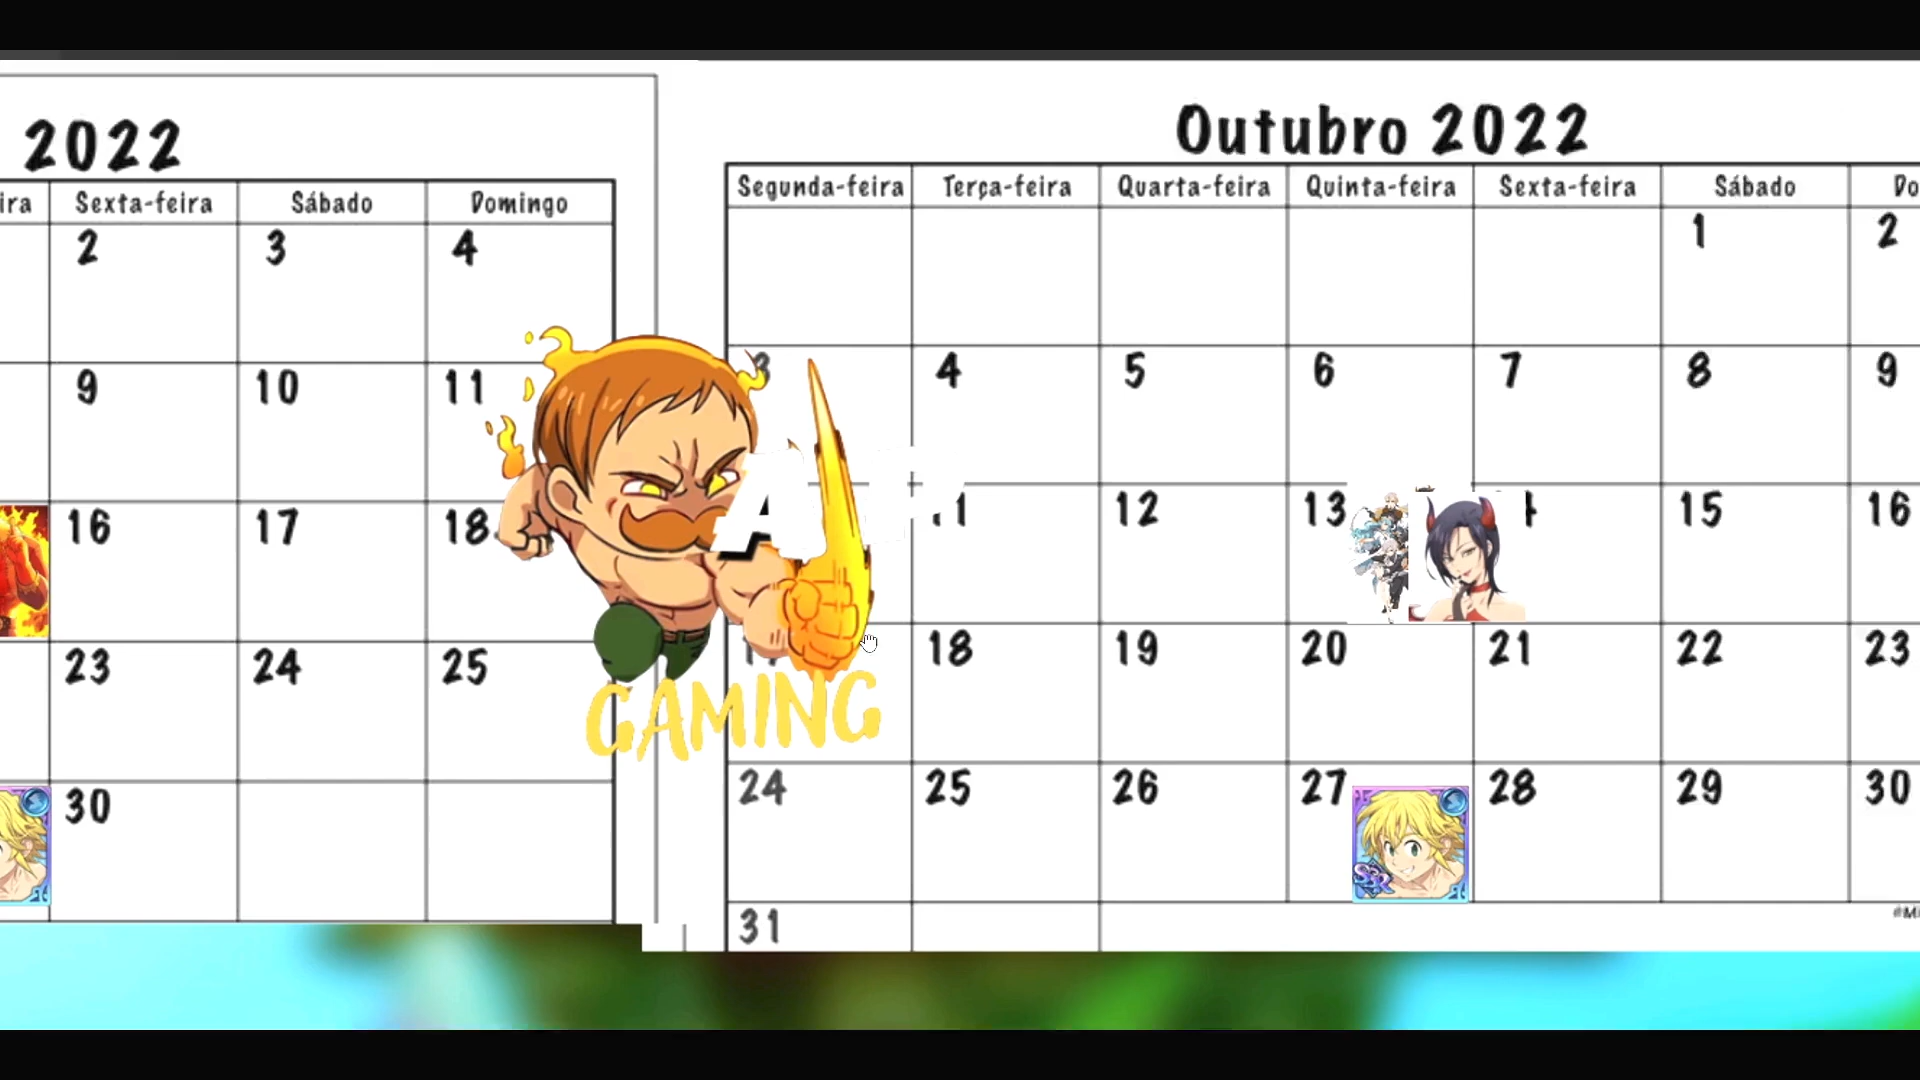 2022
Sexta-feira Sábado Domingo
2 3 4
9 10 11
16 17 18
23 24 25
30
Outubro 2022
Segunda-feira Terça-feira Quarta-feira Quinta-feira Sexta-feira Sábado
1 2
3 4 5 6 7 8 9
12 13 15 16
18 19 20 21 22 23
24 25 26 27 28 29 30
31
GAMING
SSR